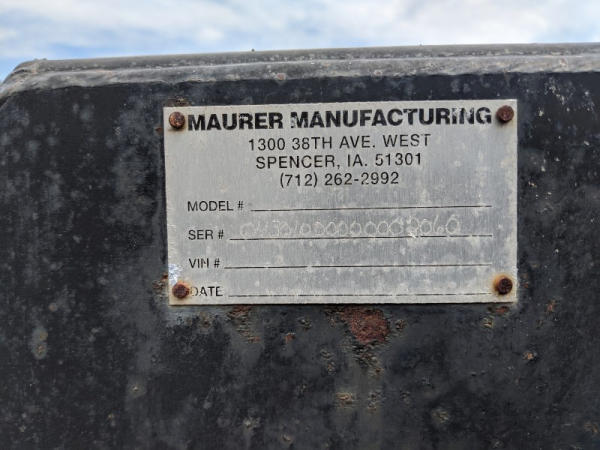 MAURER MANUFACTURING
1300 38TH AVE. WEST
SPENCER, IA. 51301
(712) 262-2992
MODEL #
SER #
VIN #
DATE